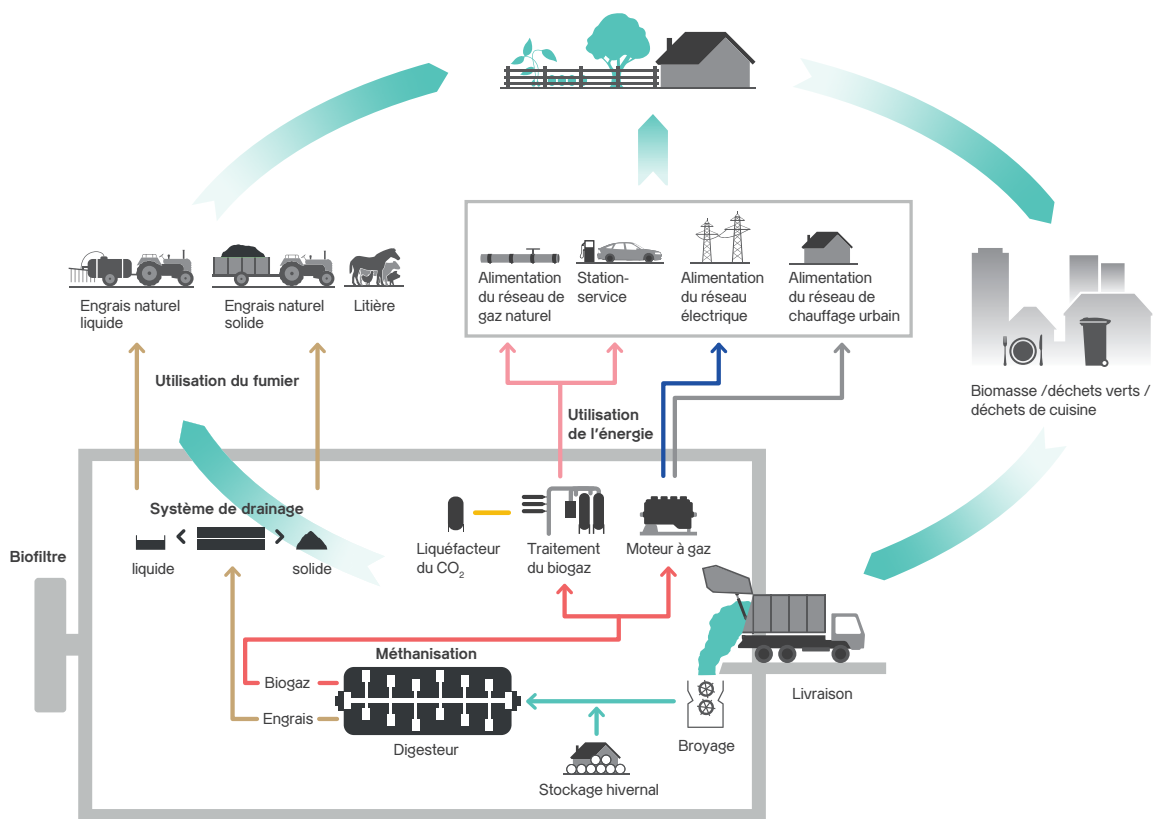 Engrais naturel
liquide
Engrais naturel
solide
Litière
Alimentation
du réseau de
gaz naturel
Station-
service
Alimentation
du réseau
électrique
Alimentation
du réseau de
chauffage urbain
Biomasse /déchets verts /
déchets de cuisine
Utilisation du fumier
Utilisation
de l’énergie
Système de drainage
liquide
solide
Liquéfacteur
du CO₂
Traitement
du biogaz
Moteur à gaz
Biofiltre
Méthanisation
Biogaz
Engrais
Digesteur
Livraison
Broyage
Stockage hivernal